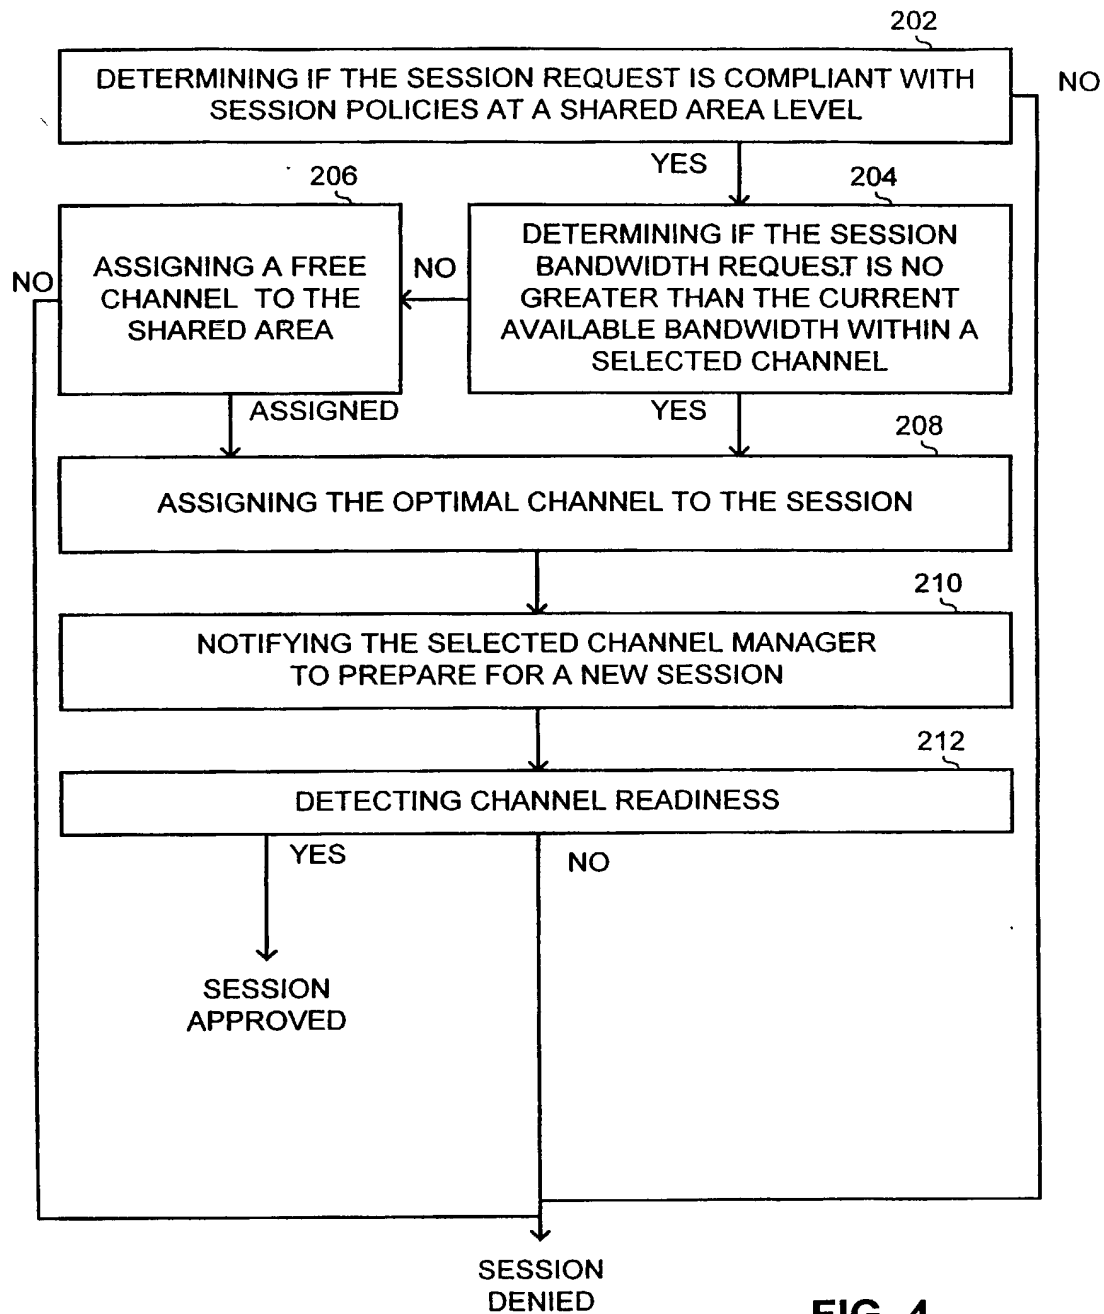 202
DETERMINING IF THE SESSION REQUEST IS COMPLIANT WITH
SESSION POLICIES AT A SHARED AREA LEVEL
NO
YES
206
204
NO
ASSIGNING A FREE
CHANNEL TO THE
SHARED AREA
NO
DETERMINING IF THE SESSION
BANDWIDTH REQUEST IS NO
GREATER THAN THE CURRENT
AVAILABLE BANDWIDTH WITHIN A
SELECTED CHANNEL
ASSIGNED
YES
208
ASSIGNING THE OPTIMAL CHANNEL TO THE SESSION
210
NOTIFYING THE SELECTED CHANNEL MANAGER
TO PREPARE FOR A NEW SESSION
212
DETECTING CHANNEL READINESS
YES
NO
SESSION
APPROVED
SESSION
DENIED
FIG. 4